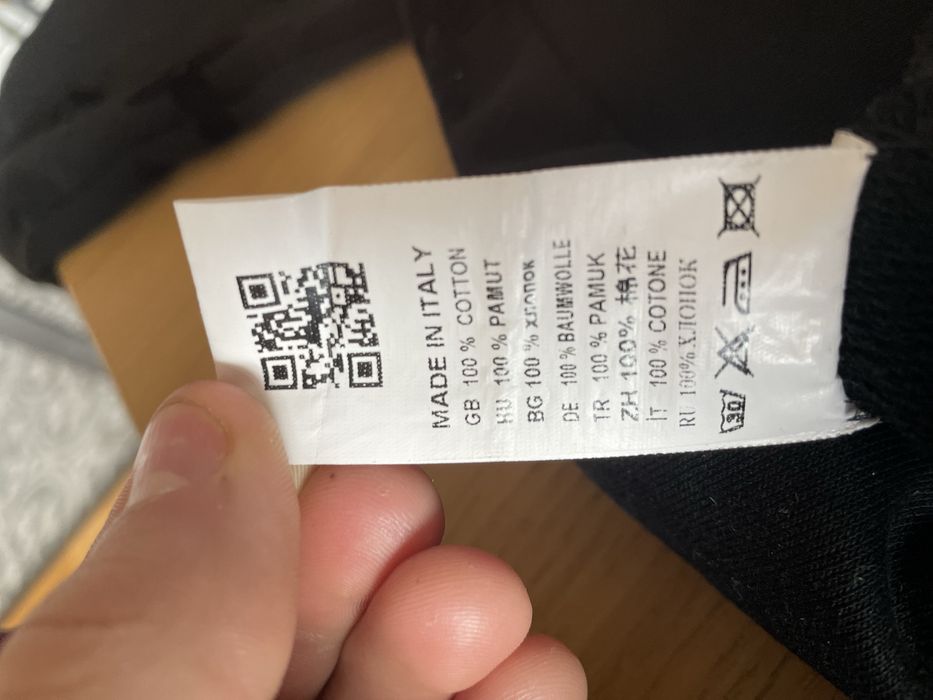 MADE IN ITALY
GB 100 % COTTON
HU 100 % PAMUT
BG 100 % хлопок
DE 100 % BAUMWOLLE
TR 100 % PAMUK
ZH 100% 棉花
IT 100 % COTONE
RU 100% ХЛОПОК